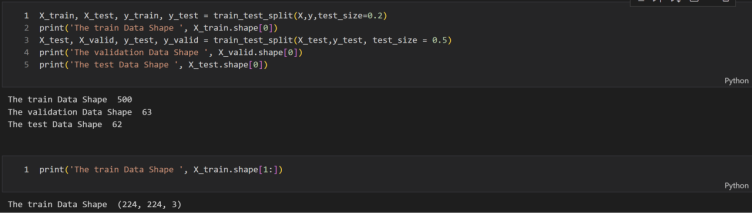 1 X_train, X_test, y_train, y_test = train_test_split(X,y,test_size=0.2)
2 print('The train Data Shape ', X_train.shape[0])
3 X_test, X_valid, y_test, y_valid = train_test_split(X_test,y_test, test_size = 0.5)
4 print('The validation Data Shape ', X_valid.shape[0])
5 print('The test Data Shape ', X_test.shape[0])
Python
The train Data Shape  500
The validation Data Shape  63
The test Data Shape  62
1 print('The train Data Shape ', X_train.shape[1:])
Python
The train Data Shape  (224, 224, 3)